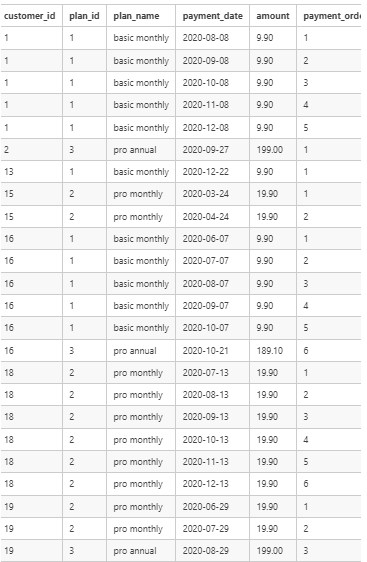 customer_id plan_id plan_name payment_date amount payment_orde
1 1 basic monthly 2020-08-08 9.90 1
1 1 basic monthly 2020-09-08 9.90 2
1 1 basic monthly 2020-10-08 9.90 3
1 1 basic monthly 2020-11-08 9.90 4
1 1 basic monthly 2020-12-08 9.90 5
2 3 pro annual 2020-09-27 199.00 1
13 1 basic monthly 2020-12-22 9.90 1
15 2 pro monthly 2020-03-24 19.90 1
15 2 pro monthly 2020-04-24 19.90 2
16 1 basic monthly 2020-06-07 9.90 1
16 1 basic monthly 2020-07-07 9.90 2
16 1 basic monthly 2020-08-07 9.90 3
16 1 basic monthly 2020-09-07 9.90 4
16 1 basic monthly 2020-10-07 9.90 5
16 3 pro annual 2020-10-21 189.10 6
18 2 pro monthly 2020-07-13 19.90 1
18 2 pro monthly 2020-08-13 19.90 2
18 2 pro monthly 2020-09-13 19.90 3
18 2 pro monthly 2020-10-13 19.90 4
18 2 pro monthly 2020-11-13 19.90 5
18 2 pro monthly 2020-12-13 19.90 6
19 2 pro monthly 2020-06-29 19.90 1
19 2 pro monthly 2020-07-29 19.90 2
19 3 pro annual 2020-08-29 199.00 3